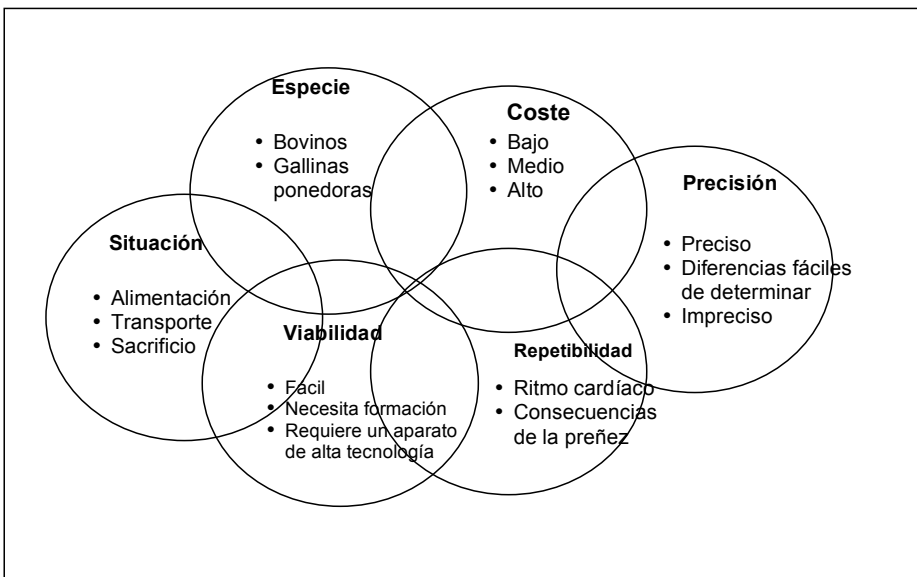 Especie
• Bovinos
• Gallinas
ponedoras
Coste
• Bajo
• Medio
• Alto
Precisión
• Preciso
• Diferencias fáciles
de determinar
• Impreciso
Situación
• Alimentación
• Transporte
• Sacrificio
Viabilidad
• Fácil
• Necesita formación
• Requiere un aparato
de alta tecnología
Repetibilidad
• Ritmo cardíaco
• Consecuencias
de la preñez